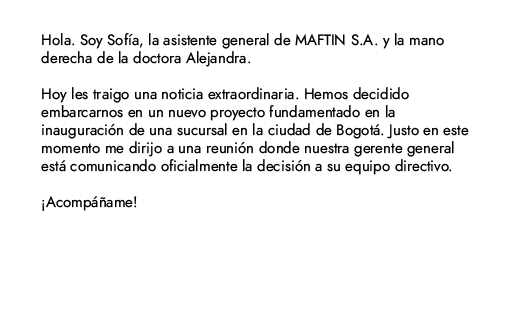 Hola. Soy Sofía, la asistente general de MAFTIN S.A. y la mano
derecha de la doctora Alejandra.
Hoy les traigo una noticia extraordinaria. Hemos decidido
embarcarnos en un nuevo proyecto fundamentado en la
inauguración de una sucursal en la ciudad de Bogotá. Justo en este
momento me dirijo a una reunión donde nuestra gerente general
está comunicando oficialmente la decisión a su equipo directivo.
¡Acompáñame!